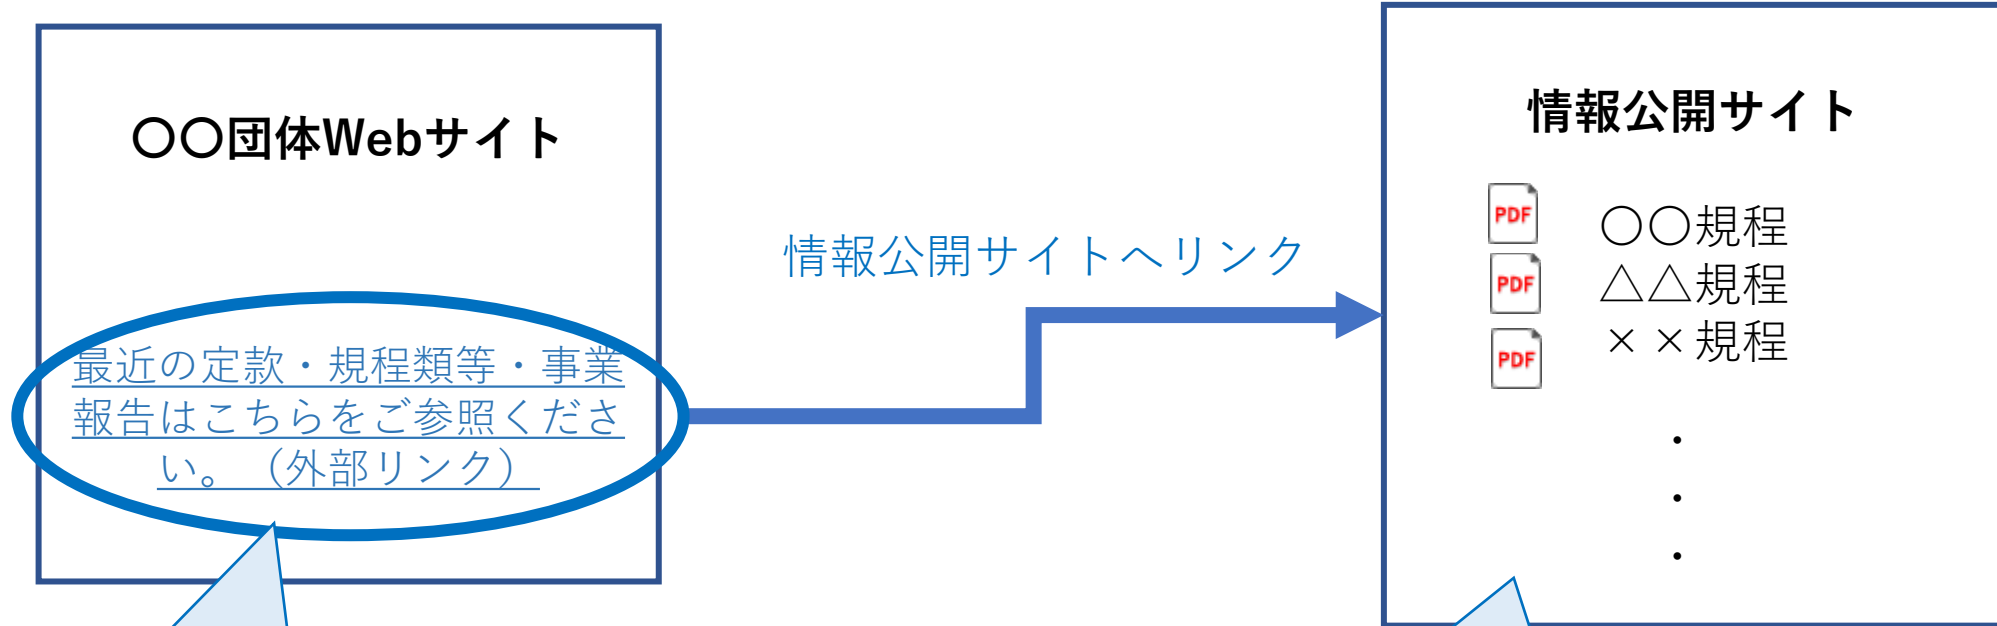 〇〇団体Webサイト
最近の定款・規程類等・事業
報告はこちらをご参照くださ
い。（外部リンク）
情報公開サイトへリンク
情報公開サイト
PDF 〇〇規程
PDF △△規程
PDF ××規程
・
・
・